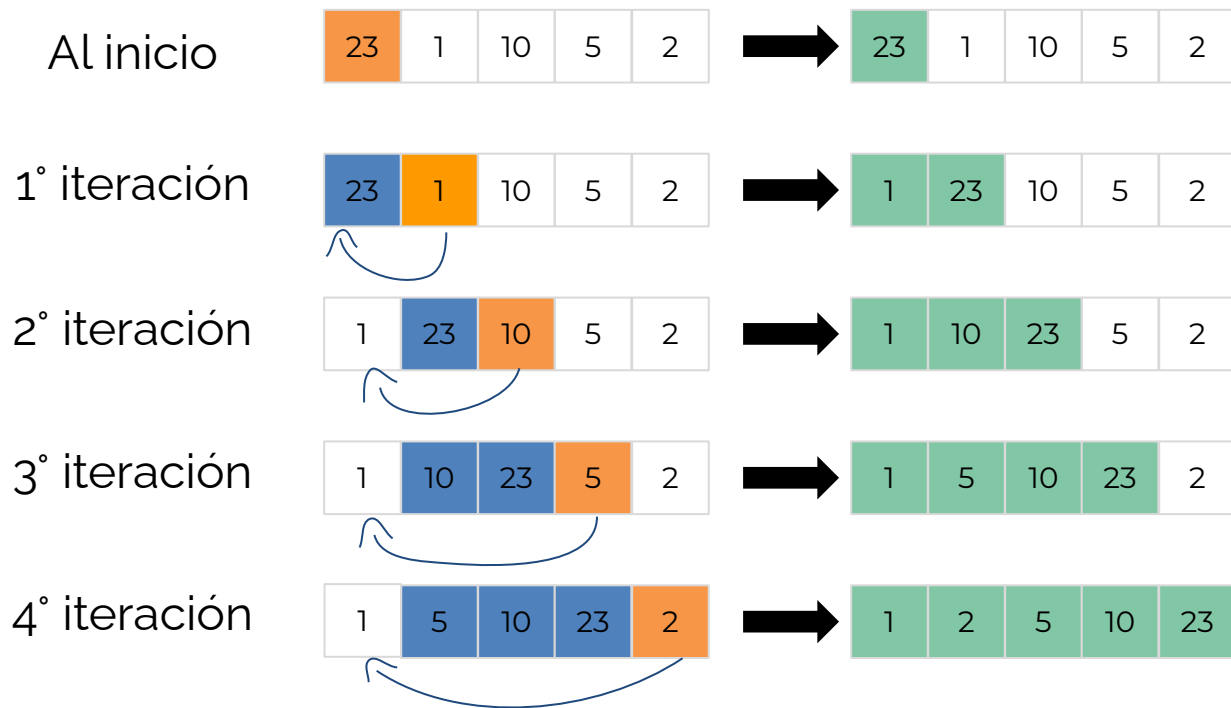 Al inicio 23 1 10 5 2 23 1 10 5 2
1° iteración 23 1 10 5 2 1 23 10 5 2
2° iteración 1 23 10 5 2 1 10 23 5 2
3° iteración 1 10 23 5 2 1 5 10 23 2
4° iteración 1 5 10 23 2 1 2 5 10 23